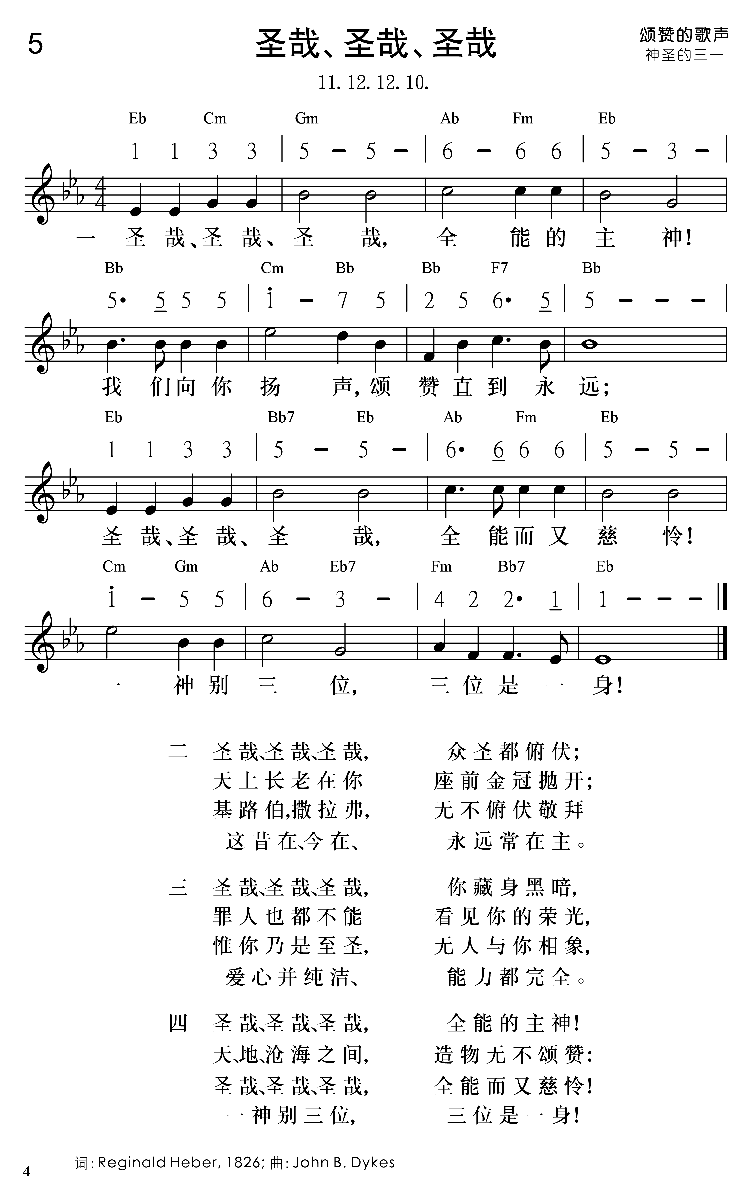 5 圣哉、圣哉、圣哉 颂赞的歌声
神圣的三一
11. 12. 12. 10.
Eb Cm Gm Ab Fm Eb
1 1 3 3 | 5 – 5 – | 6 – 6 6 | 5 – 3 – |
4
4
一 圣哉、圣哉、圣哉, 全能的主神!
Bb Cm Bb Bb F7 Bb
5· 5 5 5 | i – 7 5 | 2 5 6· 5 | 5 – – – |
我们向你扬声,颂赞直到永远;
Eb Bb7 Eb Ab Fm Eb
1 1 3 3 | 5 – 5 – | 6· 6 6 6 | 5 – 5 – |
圣哉、圣哉、圣哉, 全能而又慈怜!
Cm Gm Ab Eb7 Fm Bb7 Eb
i – 5 5 | 6 – 3 – | 4 2 2· 1 | 1 – – – ‖
一神别三位, 三位是一身!
二 圣哉、圣哉、圣哉, 众圣都俯伏;
天上长老在你 座前金冠抛开;
基路伯,撒拉弗, 无不俯伏敬拜
这昔在、今在、 永远常在主。
三 圣哉、圣哉、圣哉, 你藏身黑暗,
罪人也都不能 看见你的荣光,
惟你乃是至圣, 无人与你相象,
爱心并纯洁、 能力都完全。
四 圣哉、圣哉、圣哉, 全能的主神!
天、地、沧海之间, 造物无不颂赞:
圣哉、圣哉、圣哉, 全能而又慈怜!
一神别三位, 三位是一身!
词: Reginald Heber, 1826; 曲: John B. Dykes
4